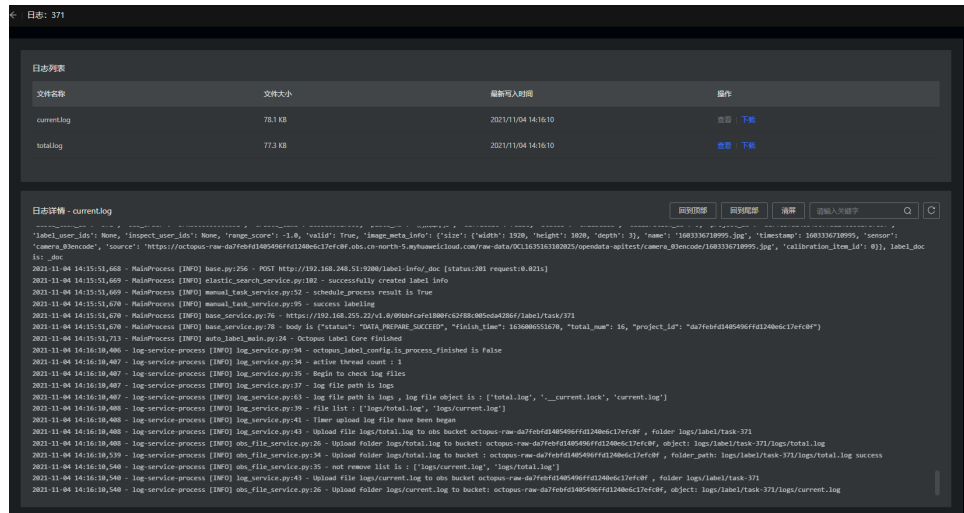 日志：371
日志列表
文件名称 文件大小 最新写入时间 操作
current.log 78.1 KB 2021/11/04 14:16:10 查看 下载
total.log 77.3 KB 2021/11/04 14:16:10 查看 下载
日志详情 - current.log 回到顶部 回到尾部 清屏 请输入关键字
'label_user_ids': None, 'inspect_user_ids': None, 'range_score': -1.0, 'valid': True, 'image_meta_info': {'size': {'width': 1920, 'height': 1020, 'depth': 3}, 'name': '1603336710995.jpg', 'timestamp': 1603336710995, 'sensor':
'camera_03encode', 'source': 'https://octopus-raw-da7febfd1405496ffd1240e6c17efc0f.obs.cn-north-5.myhuaweicloud.com/raw-data/DCL1635163102025/opendata-apitest/camera_03encode/1603336710995.jpg', 'calibration_item_id': 0}}, label_doc
is: _doc
2021-11-04 14:15:51,668 - MainProcess [INFO] base.py:256 - POST http://192.168.248.51:9200/label-info/_doc [status:201 request:0.021s]
2021-11-04 14:15:51,669 - MainProcess [INFO] elastic_search_service.py:102 - successfully created label info
2021-11-04 14:15:51,669 - MainProcess [INFO] manual_task_service.py:52 - schedule_process result is True
2021-11-04 14:15:51,670 - MainProcess [INFO] manual_task_service.py:95 - success labeling
2021-11-04 14:15:51,670 - MainProcess [INFO] base_service.py:76 - https://192.168.255.22/v1.0/09bbfcafe1800fc62f88c005eda4286f/label/task/371
2021-11-04 14:15:51,670 - MainProcess [INFO] base_service.py:78 - body is {"status": "DATA_PREPARE_SUCCEED", "finish_time": 1636006551670, "total_num": 16, "project_id": "da7febfd1405496ffd1240e6c17efc0f"}
2021-11-04 14:15:51,713 - MainProcess [INFO] auto_label_main.py:24 - Octopus Label Core finished
2021-11-04 14:16:10,406 - log-service-process [INFO] log_service.py:94 - octopus_label_config.is_process_finished is False
2021-11-04 14:16:10,407 - log-service-process [INFO] log_service.py:34 - active thread count : 1
2021-11-04 14:16:10,407 - log-service-process [INFO] log_service.py:35 - Begin to check log files
2021-11-04 14:16:10,407 - log-service-process [INFO] log_service.py:37 - log file path is logs
2021-11-04 14:16:10,407 - log-service-process [INFO] log_service.py:63 - log file path is logs , log file object is : ['total.log', '.__current.lock', 'current.log']
2021-11-04 14:16:10,408 - log-service-process [INFO] log_service.py:39 - file list : ['logs/total.log', 'logs/current.log']
2021-11-04 14:16:10,408 - log-service-process [INFO] log_service.py:41 - Timer upload log file have been began
2021-11-04 14:16:10,408 - log-service-process [INFO] log_service.py:43 - Upload file logs/total.log to obs bucket octopus-raw-da7febfd1405496ffd1240e6c17efc0f , folder logs/label/task-371
2021-11-04 14:16:10,408 - log-service-process [INFO] obs_file_service.py:26 - Upload folder logs/total.log to bucket: octopus-raw-da7febfd1405496ffd1240e6c17efc0f, object: logs/label/task-371/logs/total.log
2021-11-04 14:16:10,539 - log-service-process [INFO] obs_file_service.py:34 - Upload folder logs/total.log to bucket : octopus-raw-da7febfd1405496ffd1240e6c17efc0f , folder_path: logs/label/task-371/logs/total.log success
2021-11-04 14:16:10,540 - log-service-process [INFO] obs_file_service.py:35 - not remove list is : ['logs/current.log', 'logs/total.log']
2021-11-04 14:16:10,540 - log-service-process [INFO] log_service.py:43 - Upload file logs/current.log to obs bucket octopus-raw-da7febfd1405496ffd1240e6c17efc0f , folder logs/label/task-371
2021-11-04 14:16:10,540 - log-service-process [INFO] obs_file_service.py:26 - Upload folder logs/current.log to bucket: octopus-raw-da7febfd1405496ffd1240e6c17efc0f, object: logs/label/task-371/logs/current.log